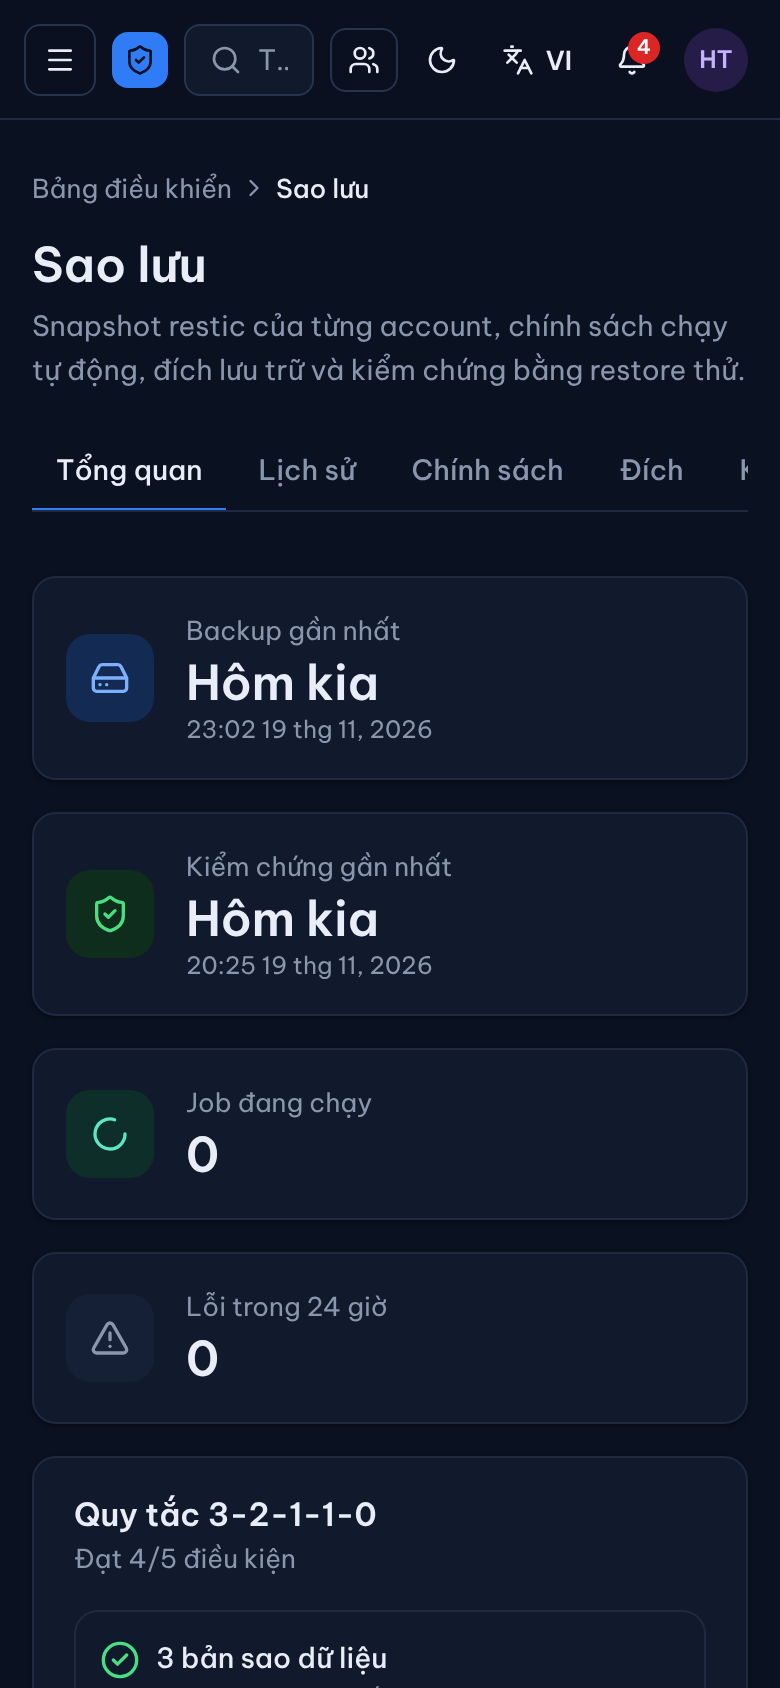 T..
VI
4
HT
Bảng điều khiển > Sao lưu
Sao lưu
Snapshot restic của từng account, chính sách chạy
tự động, đích lưu trữ và kiểm chứng bằng restore thử.
Tổng quan Lịch sử Chính sách Đích
Backup gần nhất
Hôm kia
23:02 19 thg 11, 2026
Kiểm chứng gần nhất
Hôm kia
20:25 19 thg 11, 2026
Job đang chạy
0
Lỗi trong 24 giờ
0
Quy tắc 3-2-1-1-0
Đạt 4/5 điều kiện
3 bản sao dữ liệu